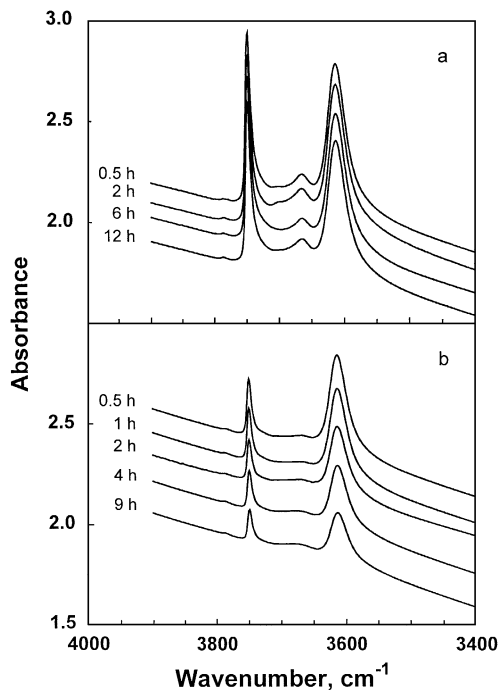 3.0
a
2.5
0.5 h
2 h
6 h
12 h
2.0
Absorbance
b
0.5 h
1 h
2 h
4 h
9 h
2.5
2.0
1.5
4000 3800 3600 3400
Wavenumber, cm-1